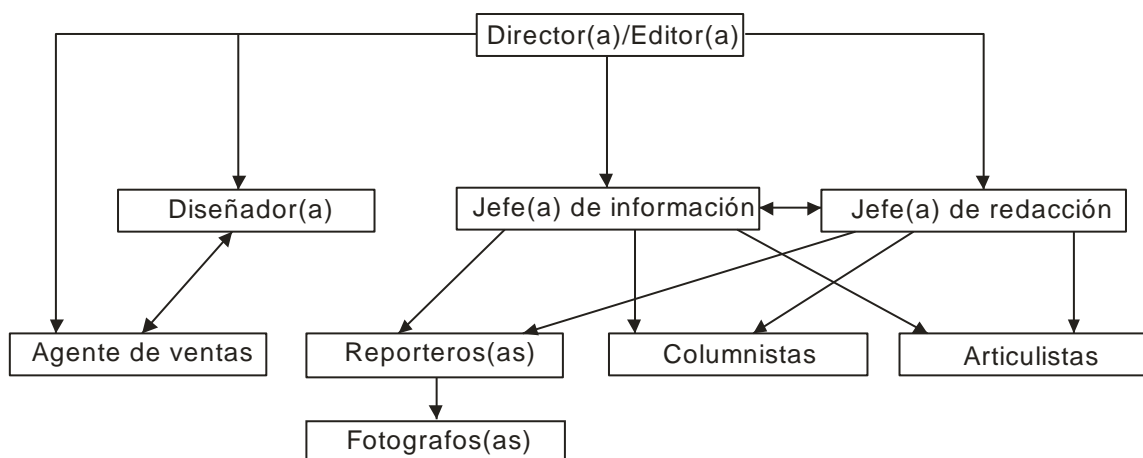 Director(a)/Editor(a)
Diseñador(a)
Jefe(a) de información
Jefe(a) de redacción
Agente de ventas
Reporteros(as)
Columnistas
Articulistas
Fotografos(as)